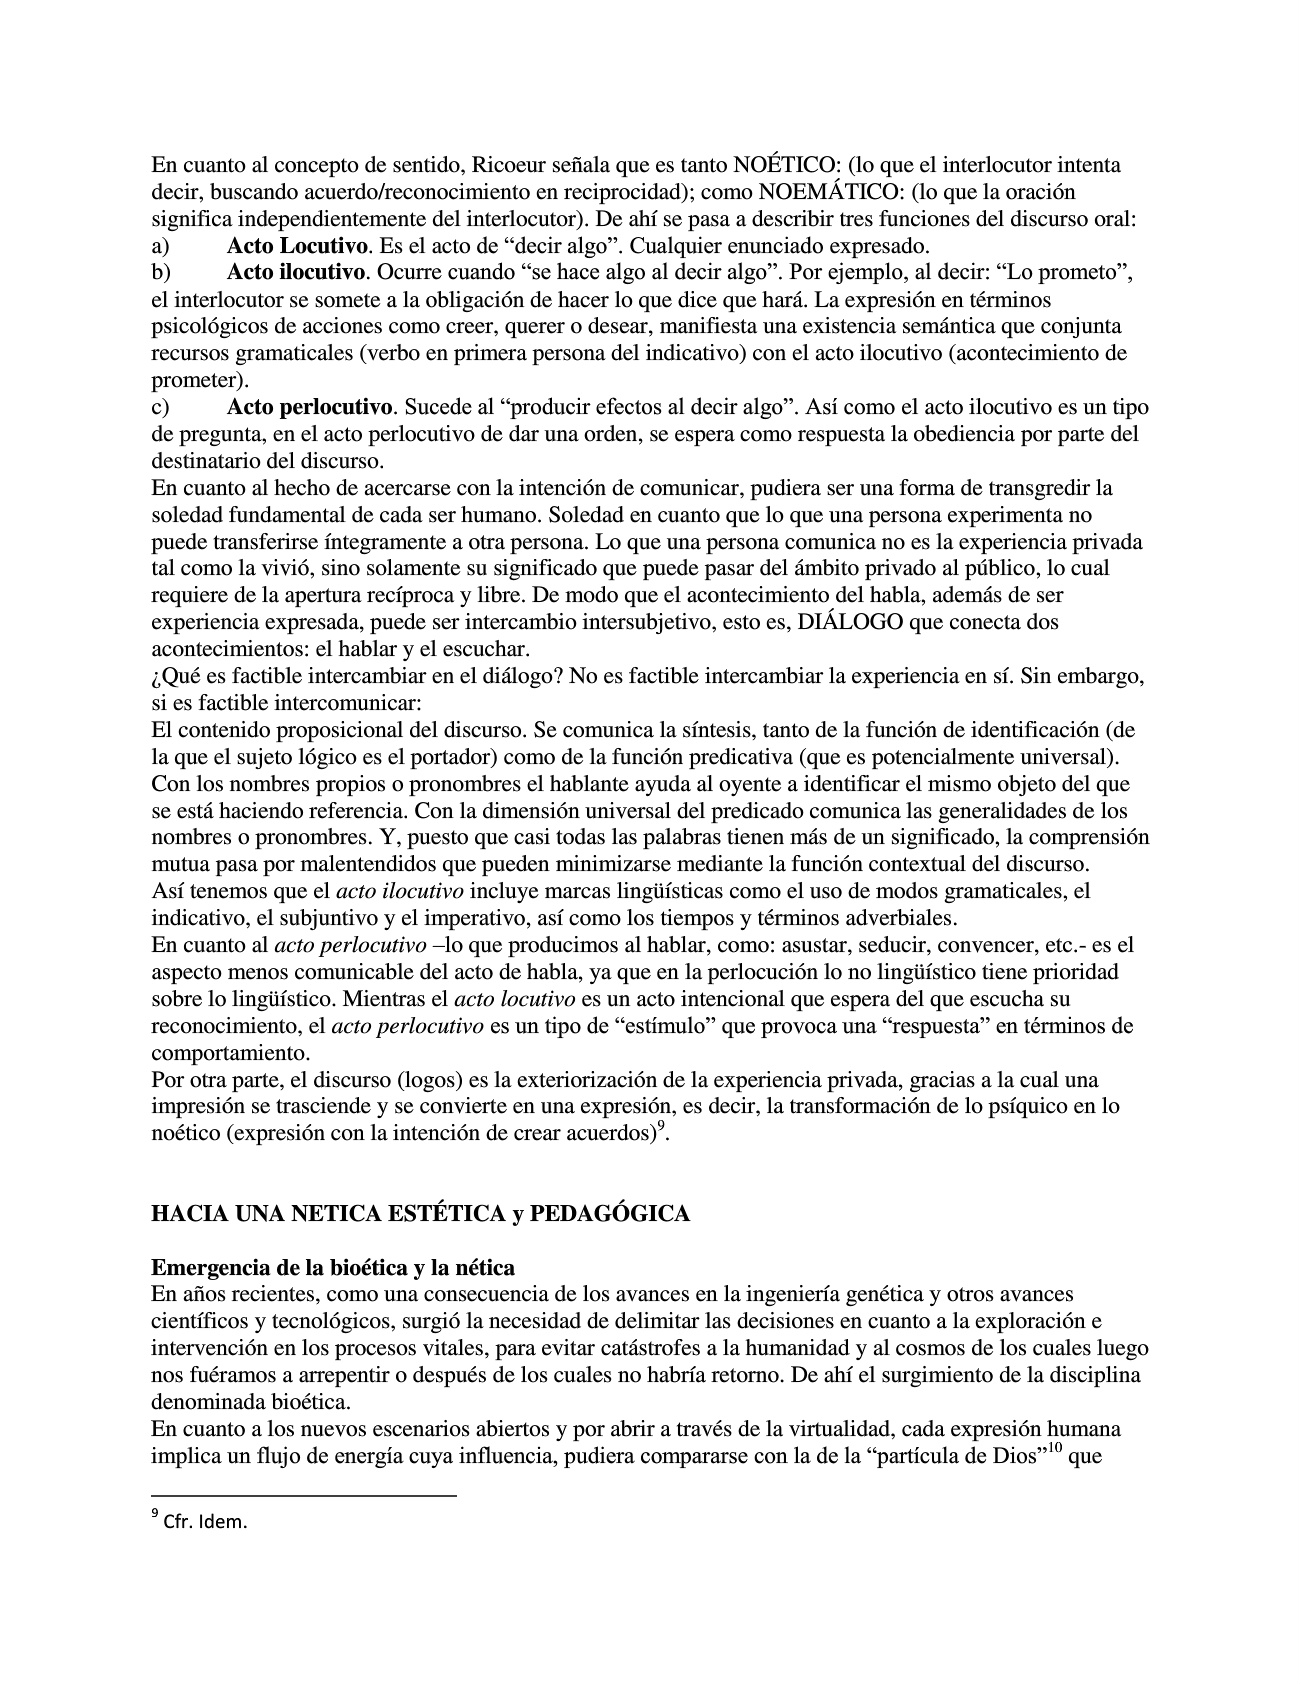 En cuanto al concepto de sentido, Ricoeur señala que es tanto NOÉTICO: (lo que el interlocutor intenta
decir, buscando acuerdo/reconocimiento en reciprocidad); como NOEMÁTICO: (lo que la oración
significa independientemente del interlocutor). De ahí se pasa a describir tres funciones del discurso oral:
a) Acto Locutivo. Es el acto de “decir algo”. Cualquier enunciado expresado.
b) Acto ilocutivo. Ocurre cuando “se hace algo al decir algo”. Por ejemplo, al decir: “Lo prometo”,
el interlocutor se somete a la obligación de hacer lo que dice que hará. La expresión en términos
psicológicos de acciones como creer, querer o desear, manifiesta una existencia semántica que conjunta
recursos gramaticales (verbo en primera persona del indicativo) con el acto ilocutivo (acontecimiento de
prometer).
c) Acto perlocutivo. Sucede al “producir efectos al decir algo”. Así como el acto ilocutivo es un tipo
de pregunta, en el acto perlocutivo de dar una orden, se espera como respuesta la obediencia por parte del
destinatario del discurso.
En cuanto al hecho de acercarse con la intención de comunicar, pudiera ser una forma de transgredir la
soledad fundamental de cada ser humano. Soledad en cuanto que lo que una persona experimenta no
puede transferirse íntegramente a otra persona. Lo que una persona comunica no es la experiencia privada
tal como la vivió, sino solamente su significado que puede pasar del ámbito privado al público, lo cual
requiere de la apertura recíproca y libre. De modo que el acontecimiento del habla, además de ser
experiencia expresada, puede ser intercambio intersubjetivo, esto es, DIÁLOGO que conecta dos
acontecimientos: el hablar y el escuchar.
¿Qué es factible intercambiar en el diálogo? No es factible intercambiar la experiencia en sí. Sin embargo,
si es factible intercomunicar:
El contenido proposicional del discurso. Se comunica la síntesis, tanto de la función de identificación (de
la que el sujeto lógico es el portador) como de la función predicativa (que es potencialmente universal).
Con los nombres propios o pronombres el hablante ayuda al oyente a identificar el mismo objeto del que
se está haciendo referencia. Con la dimensión universal del predicado comunica las generalidades de los
nombres o pronombres. Y, puesto que casi todas las palabras tienen más de un significado, la comprensión
mutua pasa por malentendidos que pueden minimizarse mediante la función contextual del discurso.
Así tenemos que el acto ilocutivo incluye marcas lingüísticas como el uso de modos gramaticales, el
indicativo, el subjuntivo y el imperativo, así como los tiempos y términos adverbiales.
En cuanto al acto perlocutivo –lo que producimos al hablar, como: asustar, seducir, convencer, etc.- es el
aspecto menos comunicable del acto de habla, ya que en la perlocución lo no lingüístico tiene prioridad
sobre lo lingüístico. Mientras el acto locutivo es un acto intencional que espera del que escucha su
reconocimiento, el acto perlocutivo es un tipo de “estímulo” que provoca una “respuesta” en términos de
comportamiento.
Por otra parte, el discurso (logos) es la exteriorización de la experiencia privada, gracias a la cual una
impresión se trasciende y se convierte en una expresión, es decir, la transformación de lo psíquico en lo
noético (expresión con la intención de crear acuerdos)9.
HACIA UNA NETICA ESTÉTICA y PEDAGÓGICA
Emergencia de la bioética y la nética
En años recientes, como una consecuencia de los avances en la ingeniería genética y otros avances
científicos y tecnológicos, surgió la necesidad de delimitar las decisiones en cuanto a la exploración e
intervención en los procesos vitales, para evitar catástrofes a la humanidad y al cosmos de los cuales luego
nos fuéramos a arrepentir o después de los cuales no habría retorno. De ahí el surgimiento de la disciplina
denominada bioética.
En cuanto a los nuevos escenarios abiertos y por abrir a través de la virtualidad, cada expresión humana
implica un flujo de energía cuya influencia, pudiera compararse con la de la “partícula de Dios”10 que
9 Cfr. Idem.